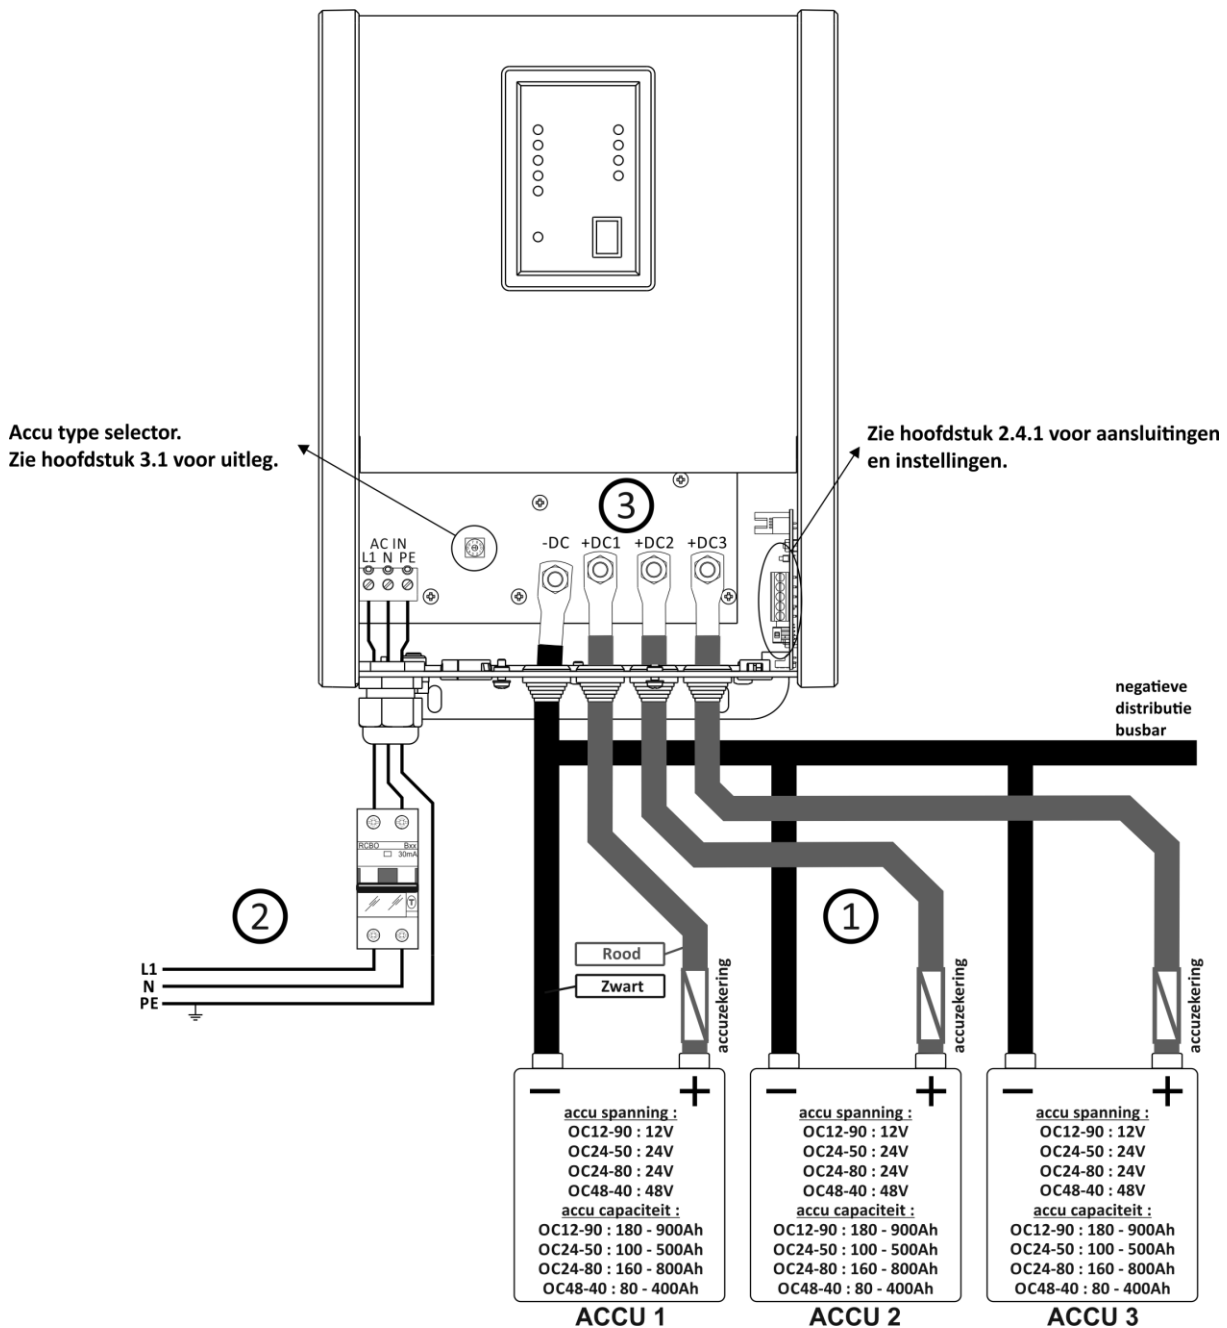 Accu type selector.
Zie hoofdstuk 3.1 voor uitleg.
Zie hoofdstuk 2.4.1 voor aansluitingen
en instellingen.
3
AC IN
L1 N PE
-DC +DC1 +DC2 +DC3
negatieve
distributie
busbar
RCBO Bxx
30mA
T
2
1
L1
N
PE
Rood
Zwart
accuzekering
accuzekering
accuzekering
accu spanning :
OC12-90 : 12V
OC24-50 : 24V
OC24-80 : 24V
OC48-40 : 48V
accu capaciteit :
OC12-90 : 180 - 900Ah
OC24-50 : 100 - 500Ah
OC24-80 : 160 - 800Ah
OC48-40 : 80 - 400Ah
ACCU 1
accu spanning :
OC12-90 : 12V
OC24-50 : 24V
OC24-80 : 24V
OC48-40 : 48V
accu capaciteit :
OC12-90 : 180 - 900Ah
OC24-50 : 100 - 500Ah
OC24-80 : 160 - 800Ah
OC48-40 : 80 - 400Ah
ACCU 2
accu spanning :
OC12-90 : 12V
OC24-50 : 24V
OC24-80 : 24V
OC48-40 : 48V
accu capaciteit :
OC12-90 : 180 - 900Ah
OC24-50 : 100 - 500Ah
OC24-80 : 160 - 800Ah
OC48-40 : 80 - 400Ah
ACCU 3